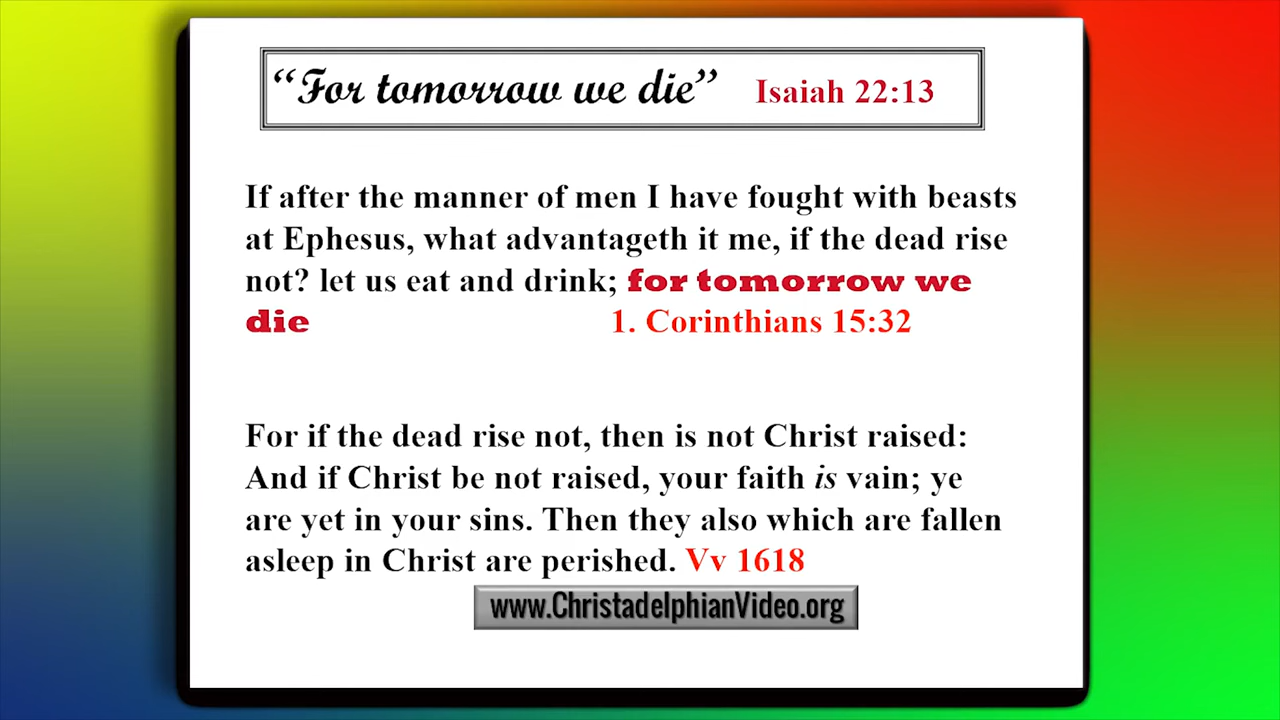 “For tomorrow we die” Isaiah 22:13
If after the manner of men I have fought with beasts
at Ephesus, what advantageth it me, if the dead rise
not? let us eat and drink; for tomorrow we
die 1. Corinthians 15:32
For if the dead rise not, then is not Christ raised:
And if Christ be not raised, your faith is vain; ye
are yet in your sins. Then they also which are fallen
asleep in Christ are perished. Vv 1618
www.ChristadelphianVideo.org